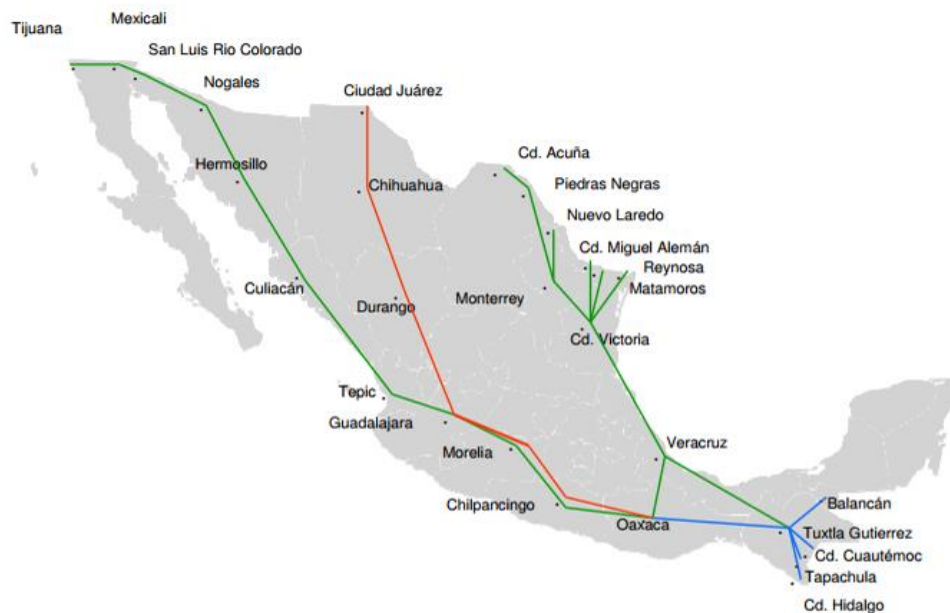 Mexicali
Tijuana
San Luis Rio Colorado
Nogales
Ciudad Juárez
Cd. Acuña
Hermosillo
Chihuahua
Piedras Negras
Nuevo Laredo
Cd. Miguel Alemán
Reynosa
Culiacán
Matamoros
Monterrey
Durango
Cd. Victoria
Tepic
Guadalajara
Veracruz
Morelia
Chilpancingo
Balancán
Oaxaca
Tuxtla Gutierrez
Cd. Cuautémoc
Tapachula
Cd. Hidalgo